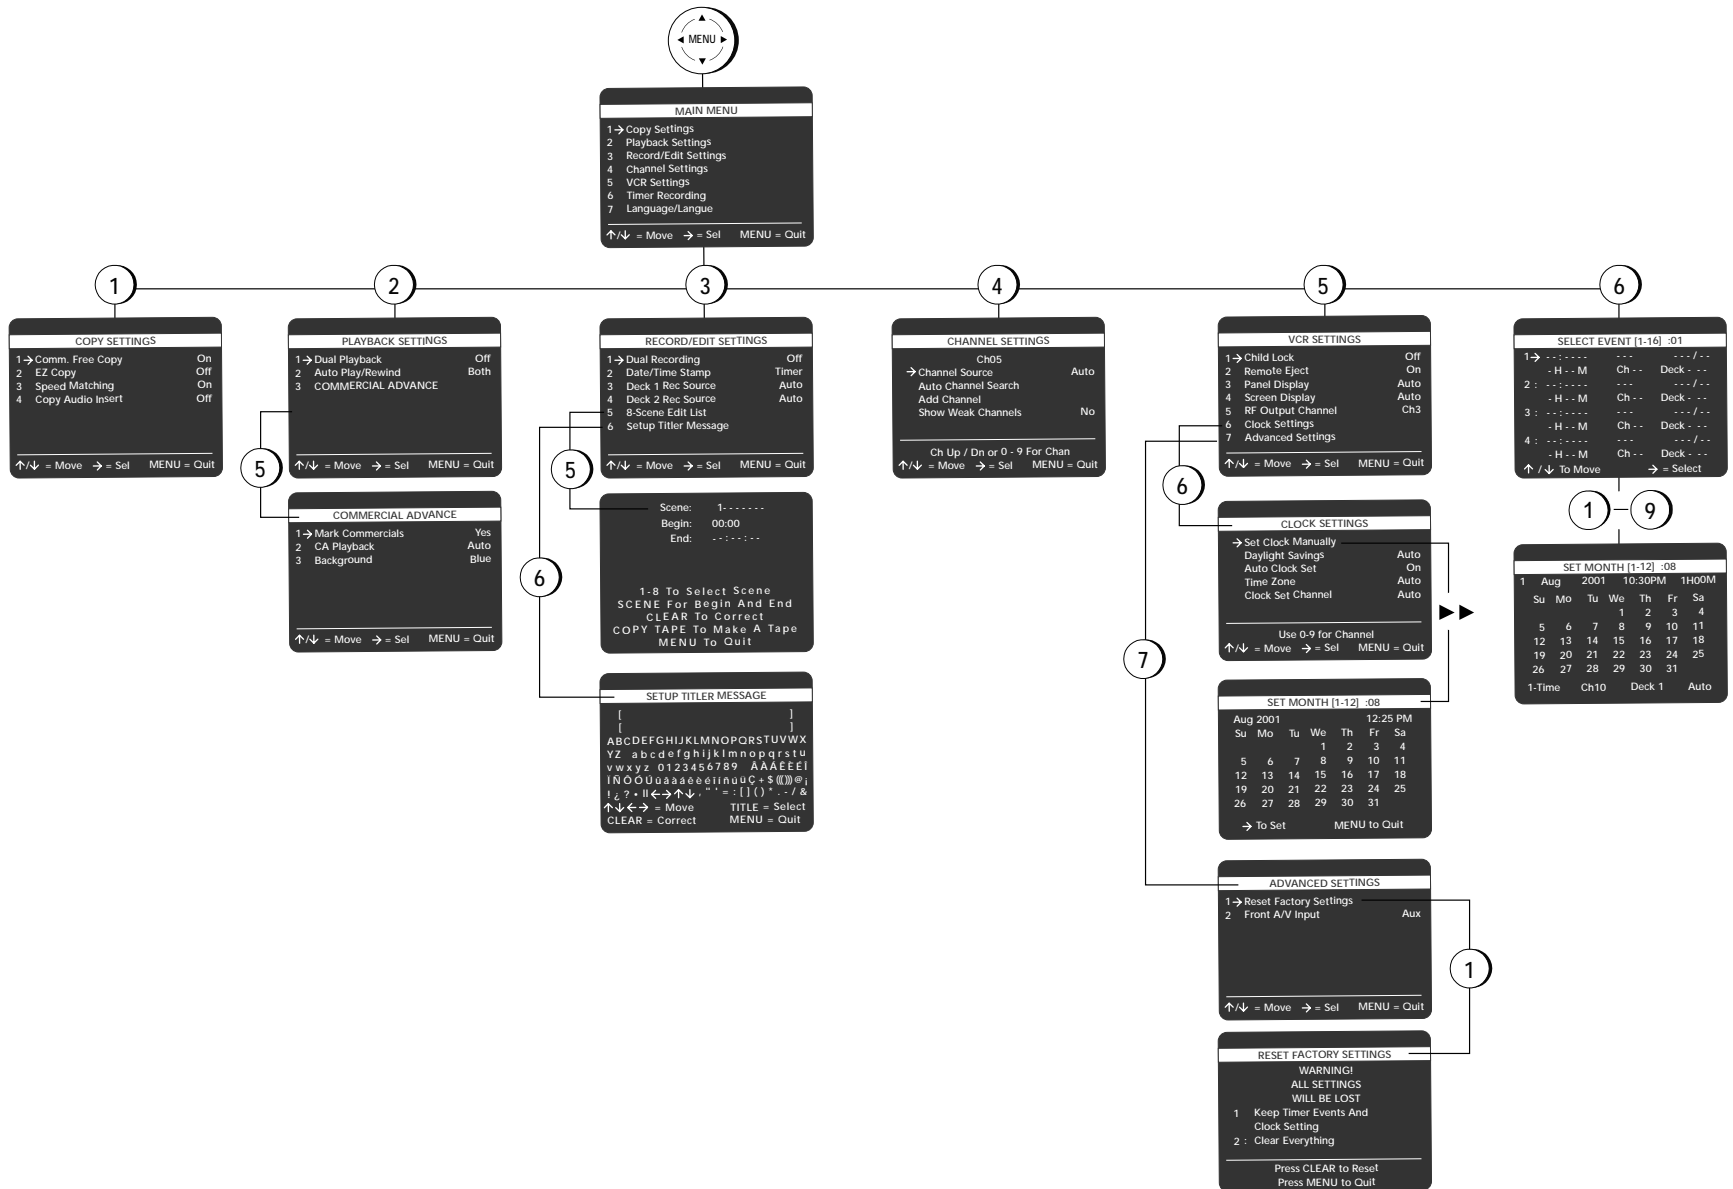 MENU
MAIN MENU
1→Copy Settings
2 Playback Settings
3 Record/Edit Settings
4 Channel Settings
5 VCR Settings
6 Timer Recording
7 Language/Langue
↑/↓ = Move → = Sel MENU = Quit
1
2
3
4
5
6
COPY SETTINGS
1→Comm. Free Copy On
2 EZ Copy Off
3 Speed Matching On
4 Copy Audio Insert Off
↑/↓ = Move → = Sel MENU = Quit
PLAYBACK SETTINGS
1→Dual Playback Off
2 Auto Play/Rewind Both
3 COMMERCIAL ADVANCE
↑/↓ = Move → = Sel MENU = Quit
5
COMMERCIAL ADVANCE
1→Mark Commercials Yes
2 CA Playback Auto
3 Background Blue
↑/↓ = Move → = Sel MENU = Quit
RECORD/EDIT SETTINGS
1→Dual Recording Off
2 Date/Time Stamp Timer
3 Deck 1 Rec Source Auto
4 Deck 2 Rec Source Auto
5 8-Scene Edit List
6 Setup Titler Message
↑/↓ = Move → = Sel MENU = Quit
5
Scene: 1-------
Begin: 00:00
End: --:--:--
1-8 To Select Scene
SCENE For Begin And End
CLEAR To Correct
COPY TAPE To Make A Tape
MENU To Quit
6
SETUP TITLER MESSAGE
[ ]
[ ]
ABCDEFGHIJKLMNOPQRSTUVWX
YZ abcdefghijklmnopqrstu
vwxyz 0123456789 ÂÀÁÊÈÉÎ
ÏÑÔÓÚûâàáêèéîíñúüÇ+$((()))@¡
!¿?•II←→↑↓,"'=:[]()*.-/&
↑↓←→ = Move TITLE = Select
CLEAR = Correct MENU = Quit
CHANNEL SETTINGS
Ch05
→Channel Source Auto
Auto Channel Search
Add Channel
Show Weak Channels No
Ch Up / Dn or 0 - 9 For Chan
↑/↓ = Move → = Sel MENU = Quit
VCR SETTINGS
1→Child Lock Off
2 Remote Eject On
3 Panel Display Auto
4 Screen Display Auto
5 RF Output Channel Ch3
6 Clock Settings
7 Advanced Settings
↑/↓ = Move → = Sel MENU = Quit
6
CLOCK SETTINGS
→Set Clock Manually
Daylight Savings Auto
Auto Clock Set On
Time Zone Auto
Clock Set Channel Auto
Use 0-9 for Channel
↑/↓ = Move → = Sel MENU = Quit
▶▶
7
SET MONTH [1-12] :08
Aug 2001 12:25 PM
Su Mo Tu We Th Fr Sa
1 2 3 4
5 6 7 8 9 10 11
12 13 14 15 16 17 18
19 20 21 22 23 24 25
26 27 28 29 30 31
→ To Set MENU to Quit
ADVANCED SETTINGS
1→Reset Factory Settings
2 Front A/V Input Aux
↑/↓ = Move → = Sel MENU = Quit
1
RESET FACTORY SETTINGS
WARNING!
ALL SETTINGS
WILL BE LOST
1 Keep Timer Events And
Clock Setting
2 : Clear Everything
Press CLEAR to Reset
Press MENU to Quit
SELECT EVENT [1-16] :01
1→ --:---- --- ---/--
-H--M Ch-- Deck---
2 : --:---- --- ---/--
-H--M Ch-- Deck---
3 : --:---- --- ---/--
-H--M Ch-- Deck---
4 : --:---- --- ---/--
-H--M Ch-- Deck---
↑/↓ To Move → = Select
1 – 9
SET MONTH [1-12] :08
1 Aug 2001 10:30PM 1H00M
Su Mo Tu We Th Fr Sa
1 2 3 4
5 6 7 8 9 10 11
12 13 14 15 16 17 18
19 20 21 22 23 24 25
26 27 28 29 30 31
1-Time Ch10 Deck 1 Auto